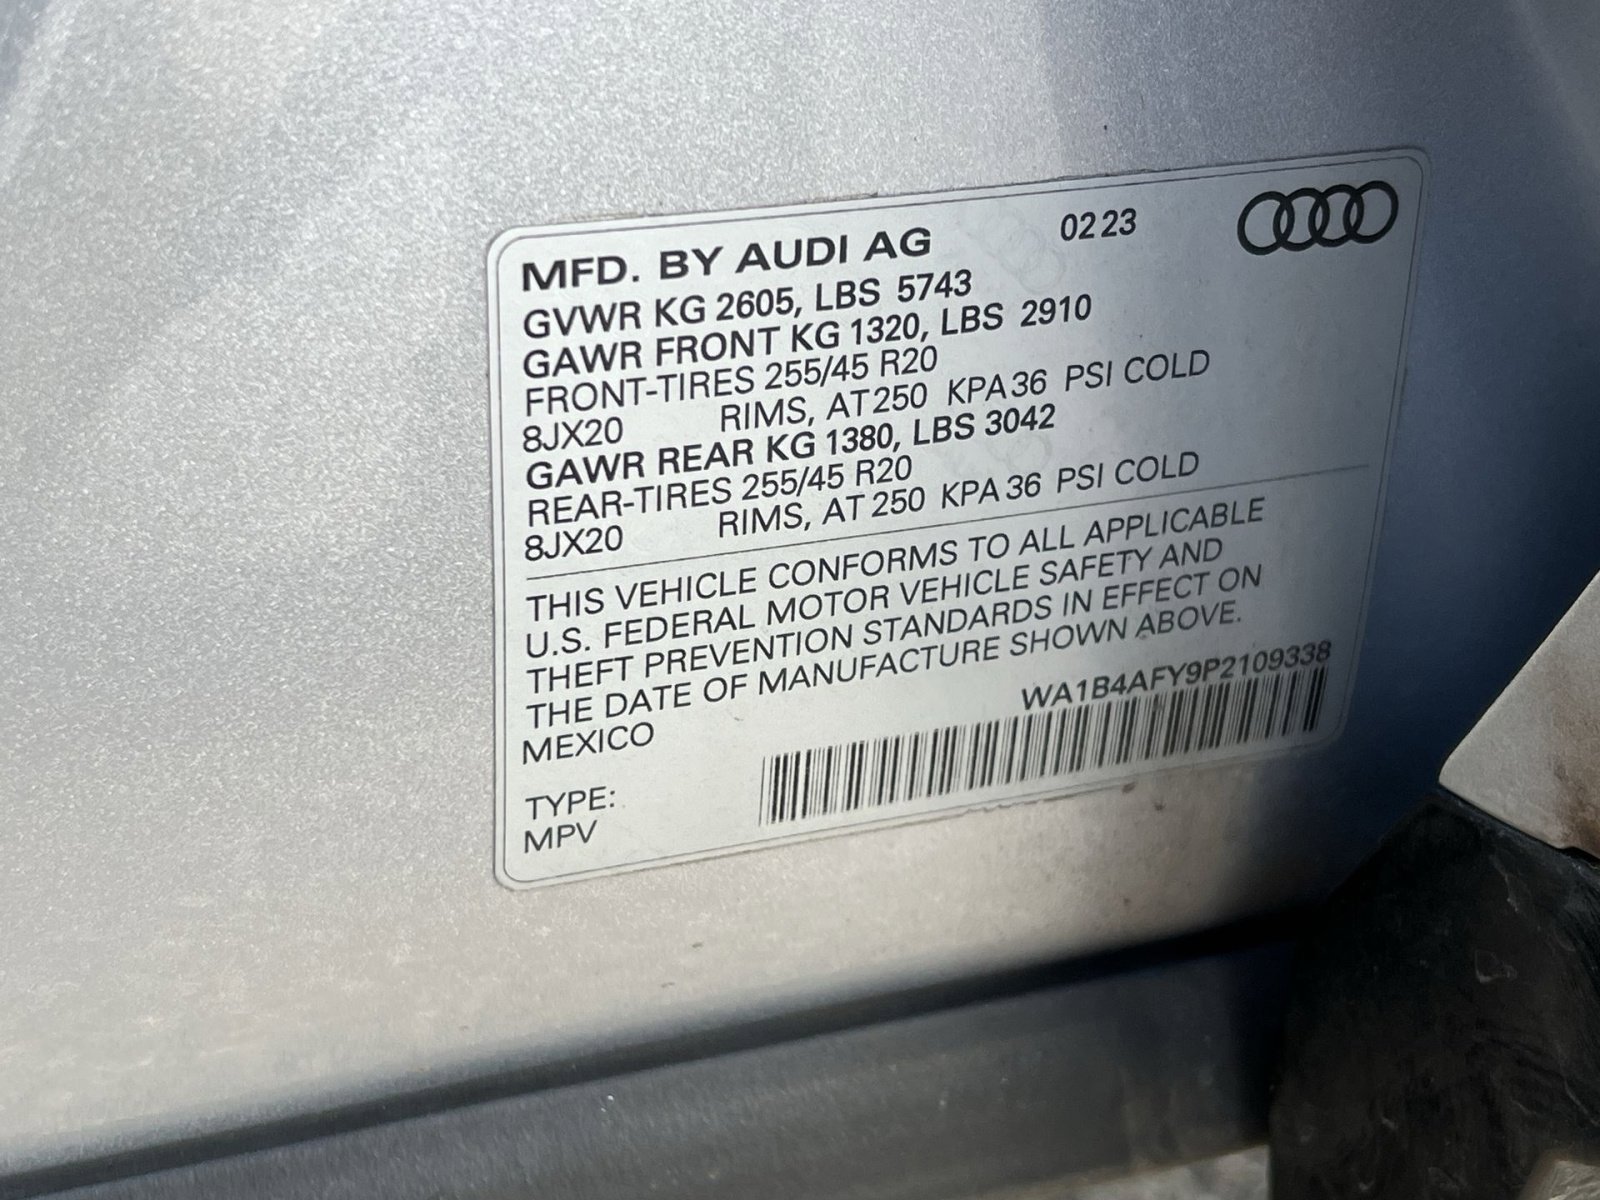 MFD. BY AUDI AG 02 23
GVWR KG 2605, LBS 5743
GAWR FRONT KG 1320, LBS 2910
FRONT-TIRES 255/45 R20
8JX20 RIMS, AT 250 KPA 36 PSI COLD
GAWR REAR KG 1380, LBS 3042
REAR-TIRES 255/45 R20
8JX20 RIMS, AT 250 KPA 36 PSI COLD
THIS VEHICLE CONFORMS TO ALL APPLICABLE
U.S. FEDERAL MOTOR VEHICLE SAFETY AND
THEFT PREVENTION STANDARDS IN EFFECT ON
THE DATE OF MANUFACTURE SHOWN ABOVE.
MEXICO WA1B4AFY9P2109338
TYPE:
MPV